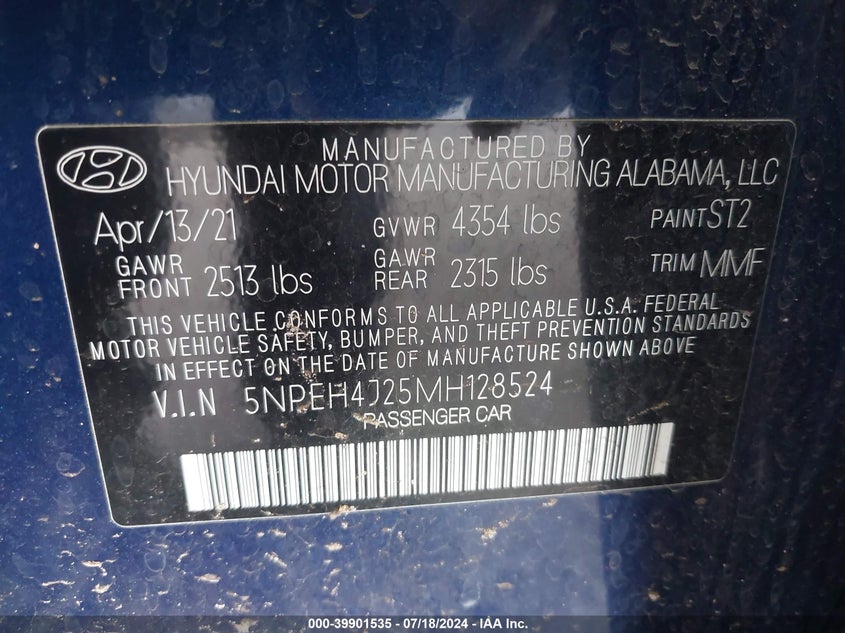 MANUFACTURED BY
HYUNDAI MOTOR MANUFACTURING ALABAMA, LLC
Apr/13/21 GVWR 4354 lbs PAINT ST2
GAWR FRONT 2513 lbs GAWR REAR 2315 lbs TRIM MMF
THIS VEHICLE CONFORMS TO ALL APPLICABLE U.S.A. FEDERAL
MOTOR VEHICLE SAFETY, BUMPER, AND THEFT PREVENTION STANDARDS
IN EFFECT ON THE DATE OF MANUFACTURE SHOWN ABOVE
V.I.N 5NPEH4J25MH128524
PASSENGER CAR
000-39901535 - 07/18/2024 - IAA Inc.